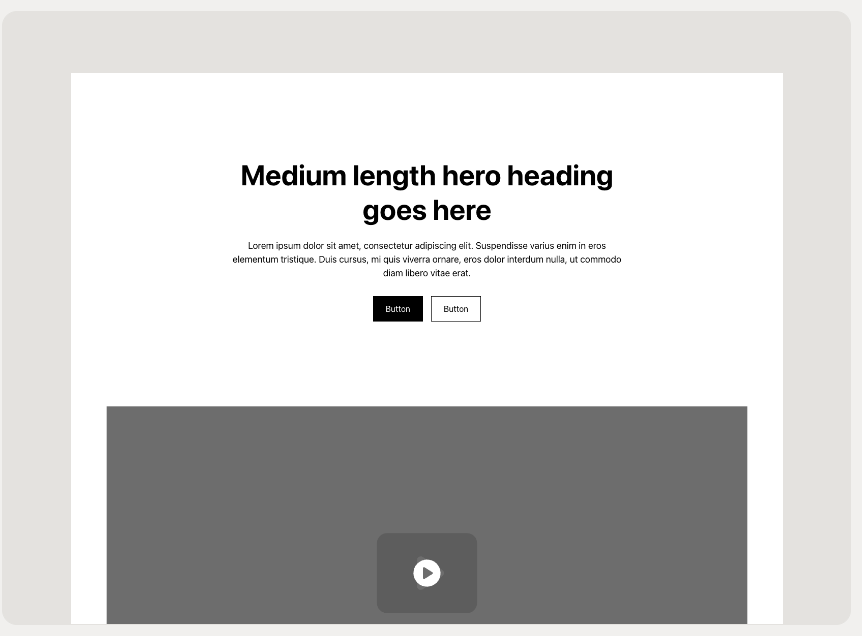 Medium length hero heading
goes here
Lorem ipsum dolor sit amet, consectetur adipiscing elit. Suspendisse varius enim in eros
elementum tristique. Duis cursus, mi quis viverra ornare, eros dolor interdum nulla, ut commodo
diam libero vitae erat.
Button
Button